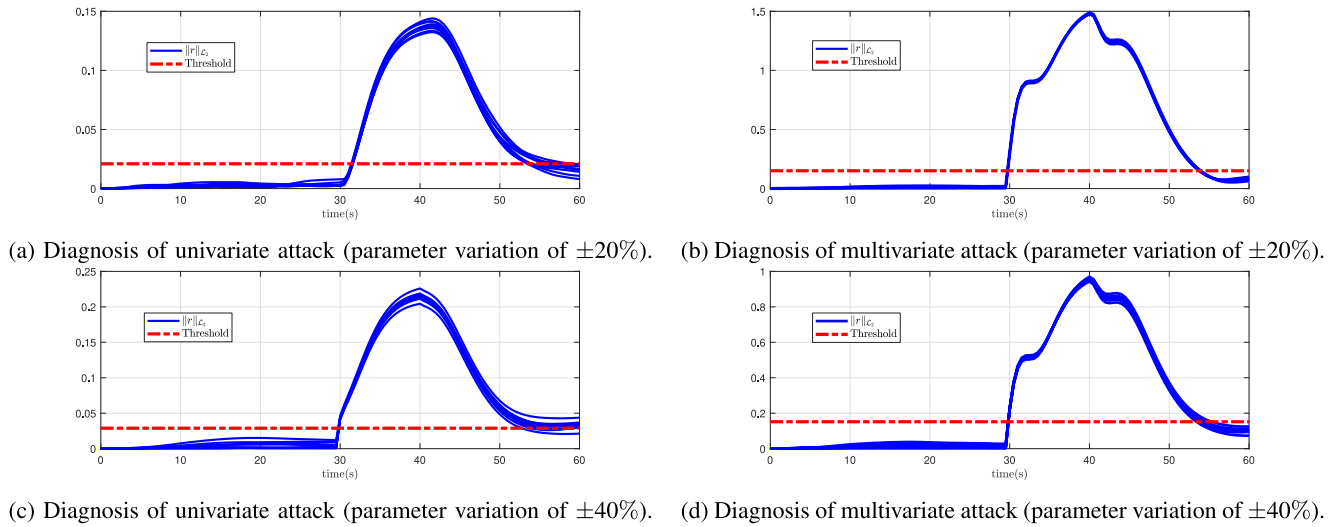 0.15
0.1
0.05
0
‖r‖ℒ₂
Threshold
0 10 20 30 40 50 60
time(s)
1.5
1
0.5
0
‖r‖ℒ₂
Threshold
0 10 20 30 40 50 60
time(s)
(a) Diagnosis of univariate attack (parameter variation of ±20%).
(b) Diagnosis of multivariate attack (parameter variation of ±20%).
0.25
0.2
0.15
0.1
0.05
0
‖r‖ℒ₂
Threshold
0 10 20 30 40 50 60
time(s)
1
0.8
0.6
0.4
0.2
0
‖r‖ℒ₂
Threshold
0 10 20 30 40 50 60
time(s)
(c) Diagnosis of univariate attack (parameter variation of ±40%).
(d) Diagnosis of multivariate attack (parameter variation of ±40%).